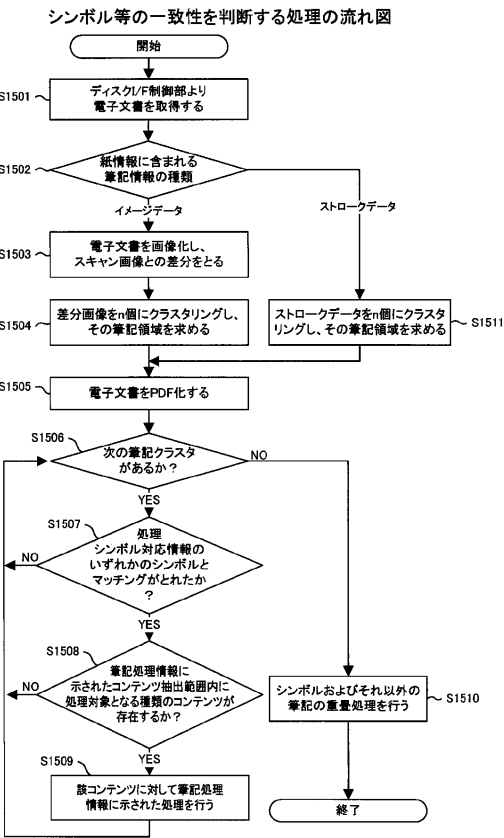 シンボル等の一致性を判断する処理の流れ図
開始
S1501
ディスクI/F制御部より
電子文書を取得する
S1502
紙情報に含まれる
筆記情報の種類
イメージデータ
ストロークデータ
S1503
電子文書を画像化し、
スキャン画像との差分をとる
S1504
差分画像をn個にクラスタリングし、
その筆記領域を求める
ストロークデータをn個にクラスタ
リングし、その筆記領域を求める
S1511
S1505
電子文書をPDF化する
S1506
次の筆記クラスタ
があるか？
NO
YES
S1507
処理
シンボル対応情報の
いずれかのシンボルと
マッチングがとれたか
？
NO
YES
S1508
筆記処理情報に
示されたコンテンツ抽出範囲内に
処理対象となる種類のコンテンツが
存在するか？
NO
YES
シンボルおよびそれ以外の
筆記の重畳処理を行う
S1510
S1509
該コンテンツに対して筆記処理
情報に示された処理を行う
終了